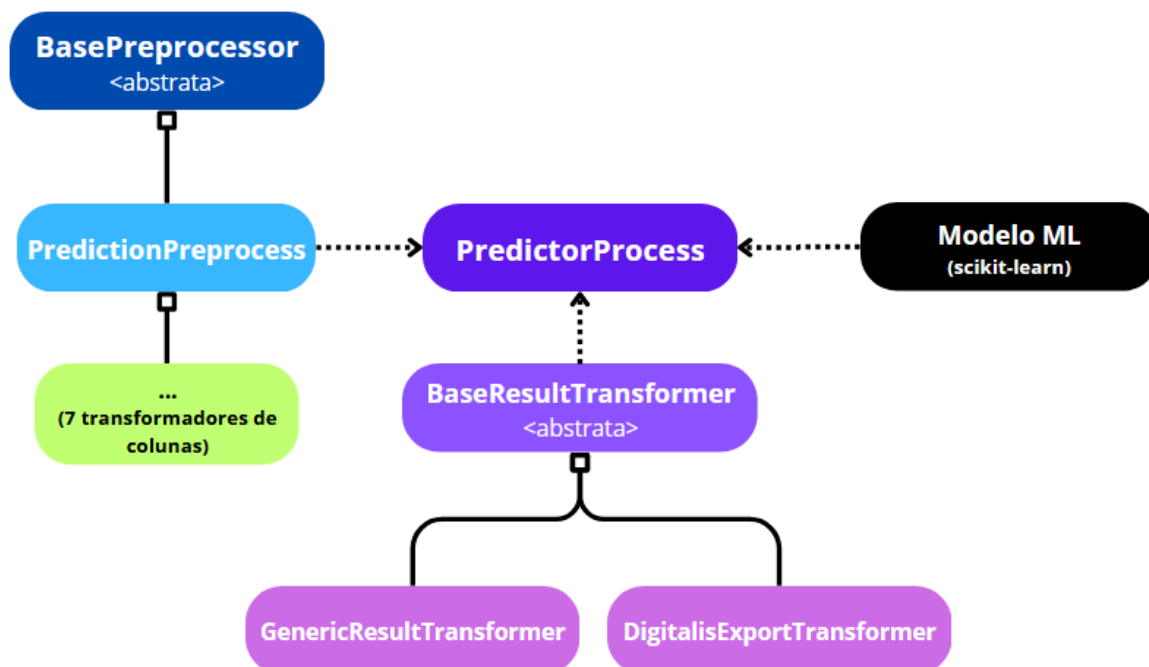 BasePreprocessor
<abstrata>
PredictionPreprocess
PredictorProcess
Modelo ML
(scikit-learn)
...
(7 transformadores de
colunas)
BaseResultTransformer
<abstrata>
GenericResultTransformer
DigitalisExportTransformer